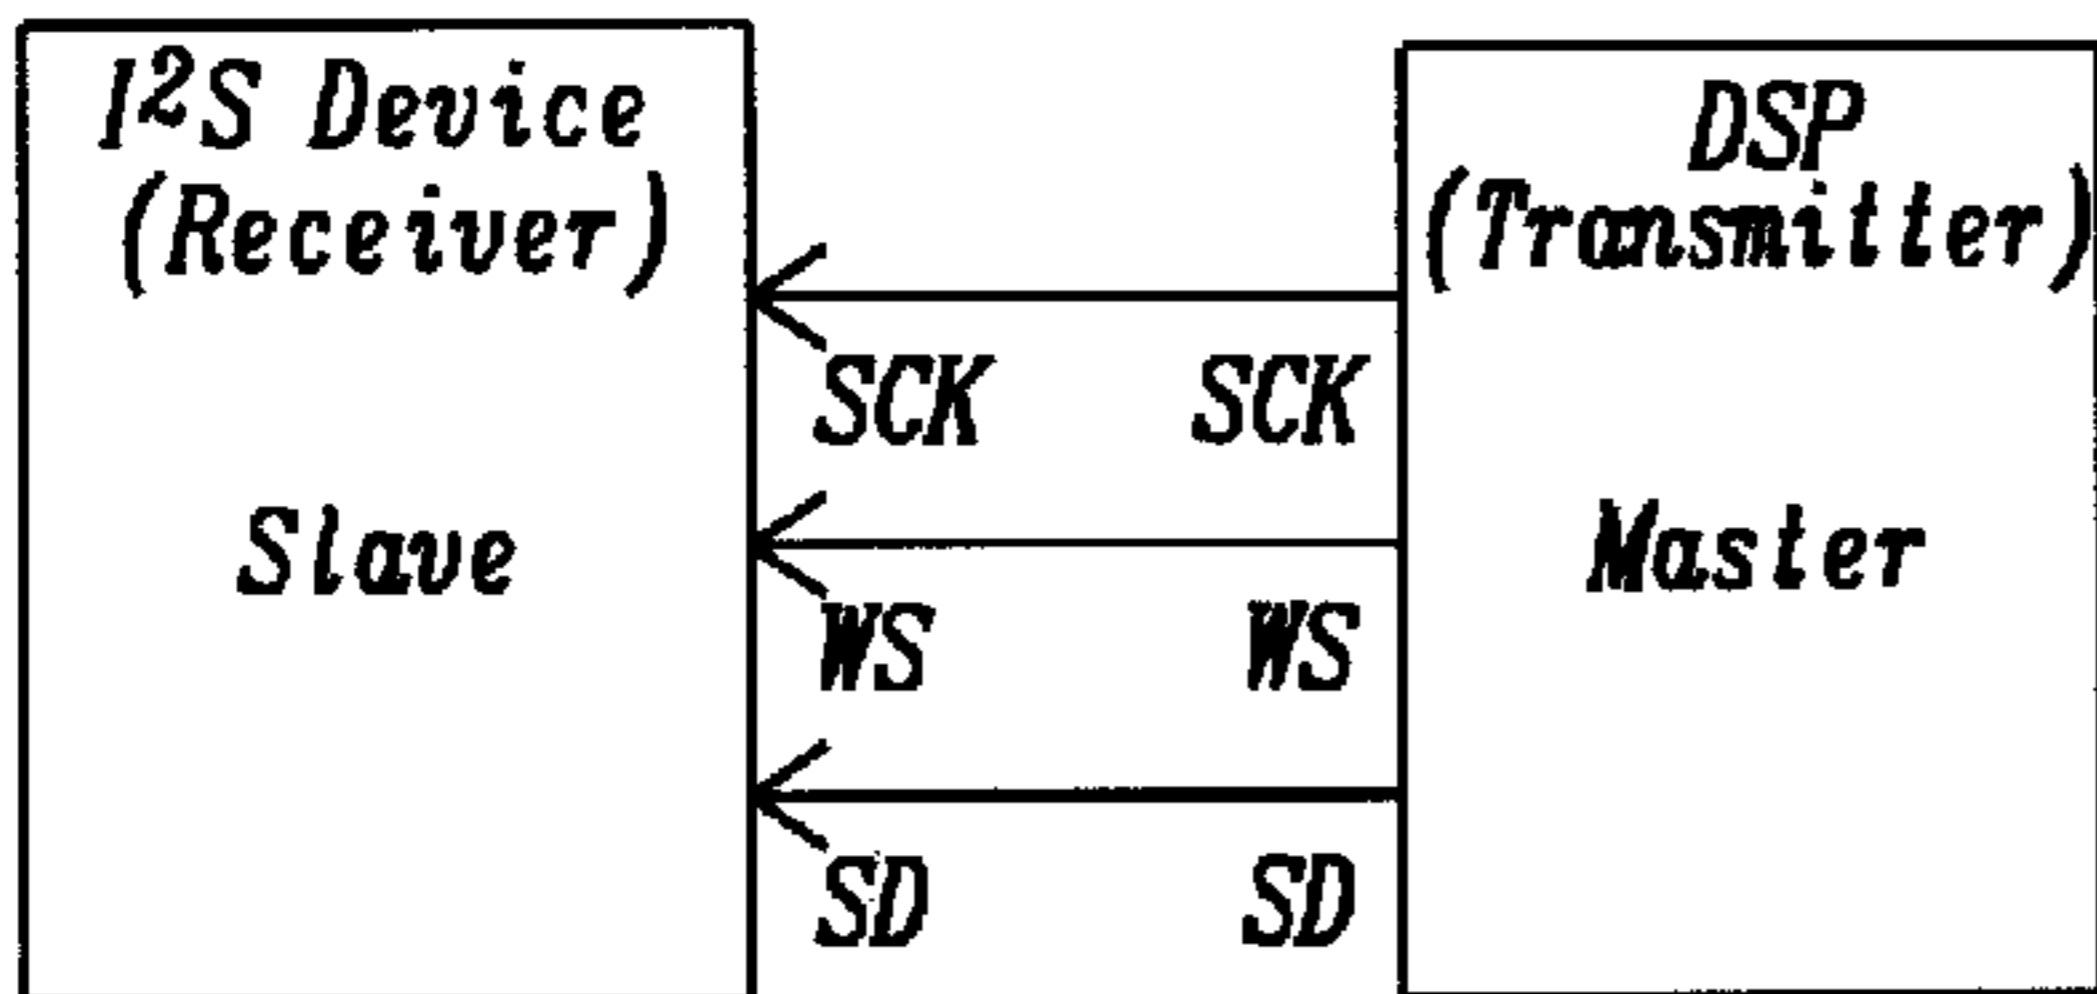 I²S Device
(Receiver)
Slave
DSP
(Transmitter)
Master
SCK SCK
WS WS
SD SD